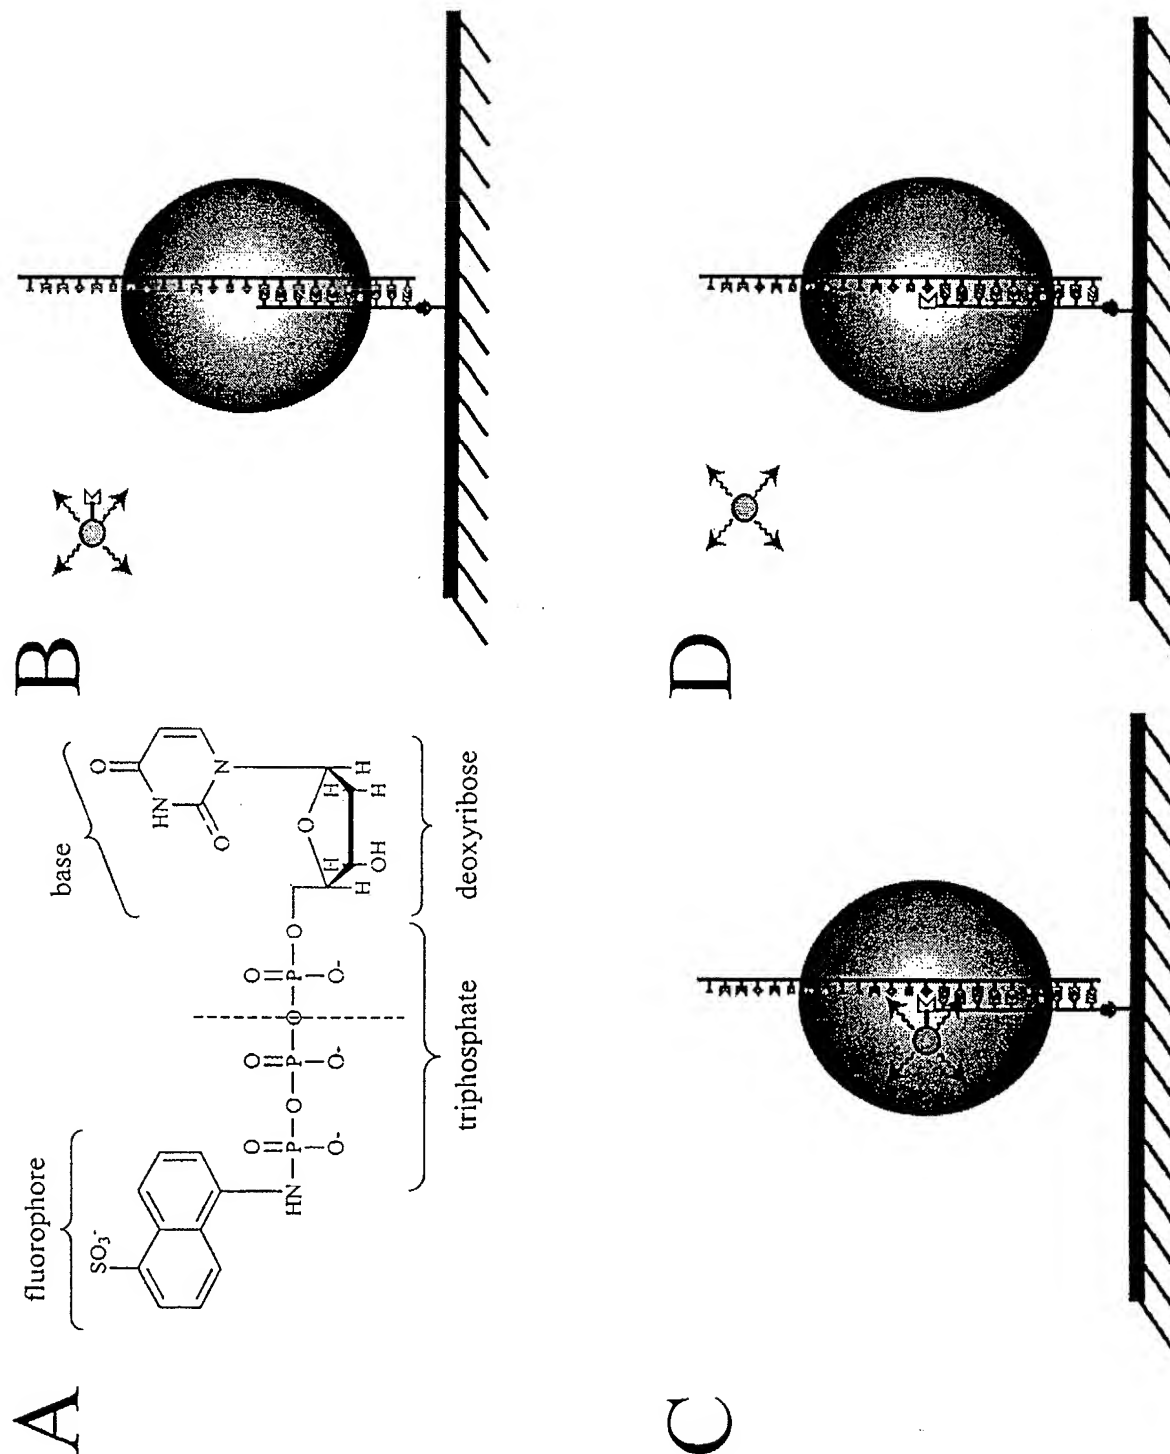 A
fluorophore
SO₃⁻
HN
O
P
O-
O
O
P
O-
O
O
P
O-
O
base
O
HN
O
N
O
H
H
H
H
OH
H
triphosphate
deoxyribose
B
C
D